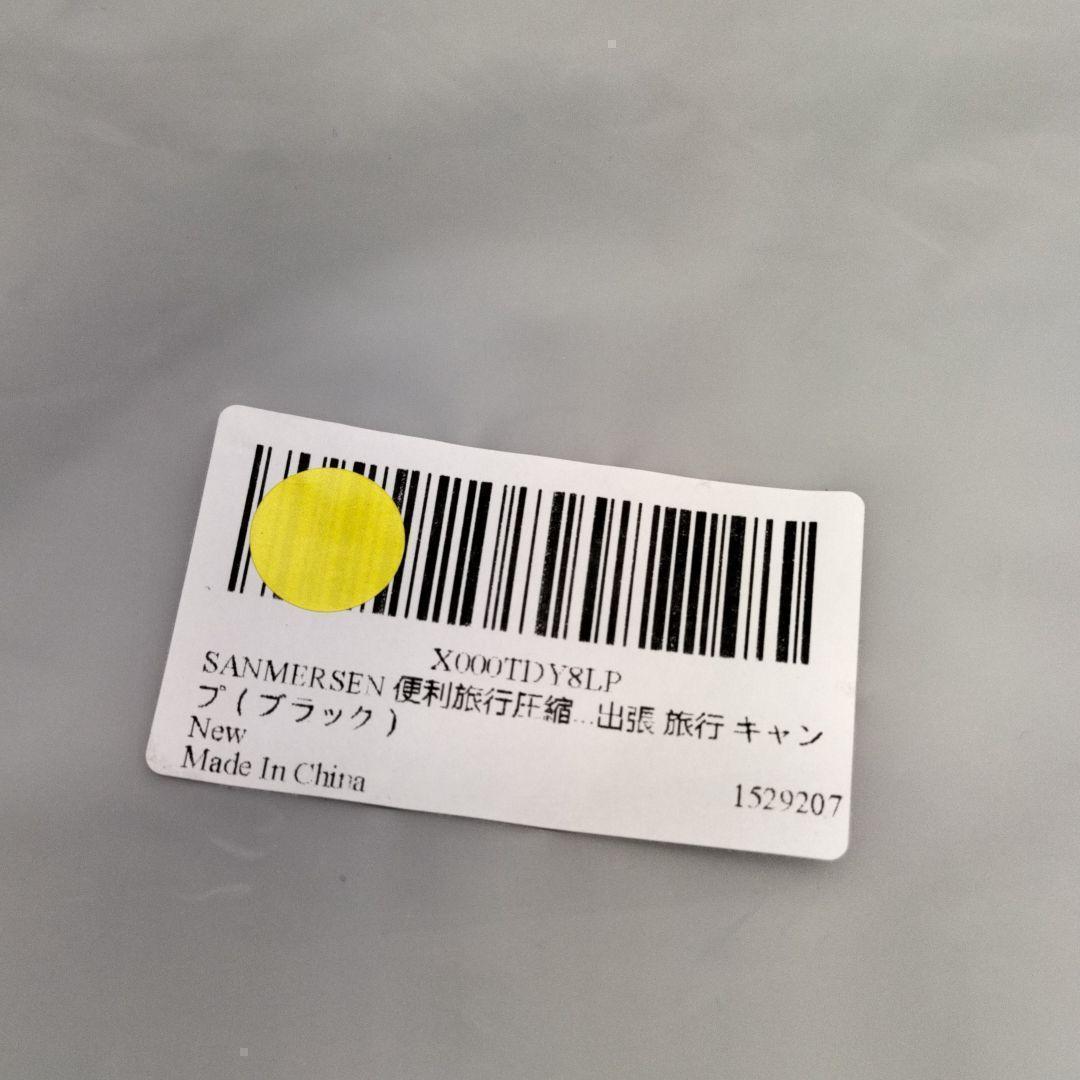 X000TDY8LP
SANMERSEN 便利旅行圧縮...出張 旅行 キャン
プ ( ブラック )
New
Made In China
1529207